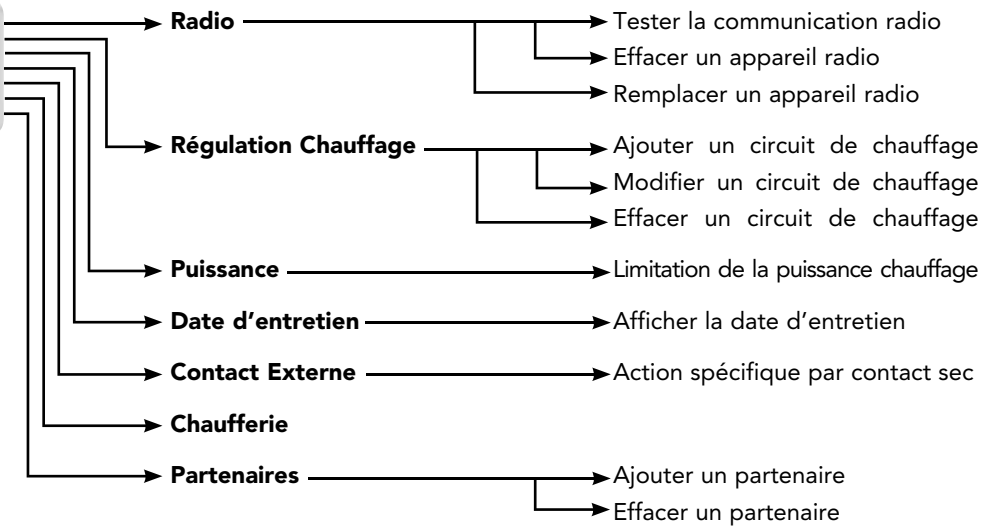 Radio
Tester la communication radio
Effacer un appareil radio
Remplacer un appareil radio
Régulation Chauffage
Ajouter un circuit de chauffage
Modifier un circuit de chauffage
Effacer un circuit de chauffage
Puissance
Limitation de la puissance chauffage
Date d’entretien
Afficher la date d’entretien
Contact Externe
Action spécifique par contact sec
Chaufferie
Partenaires
Ajouter un partenaire
Effacer un partenaire